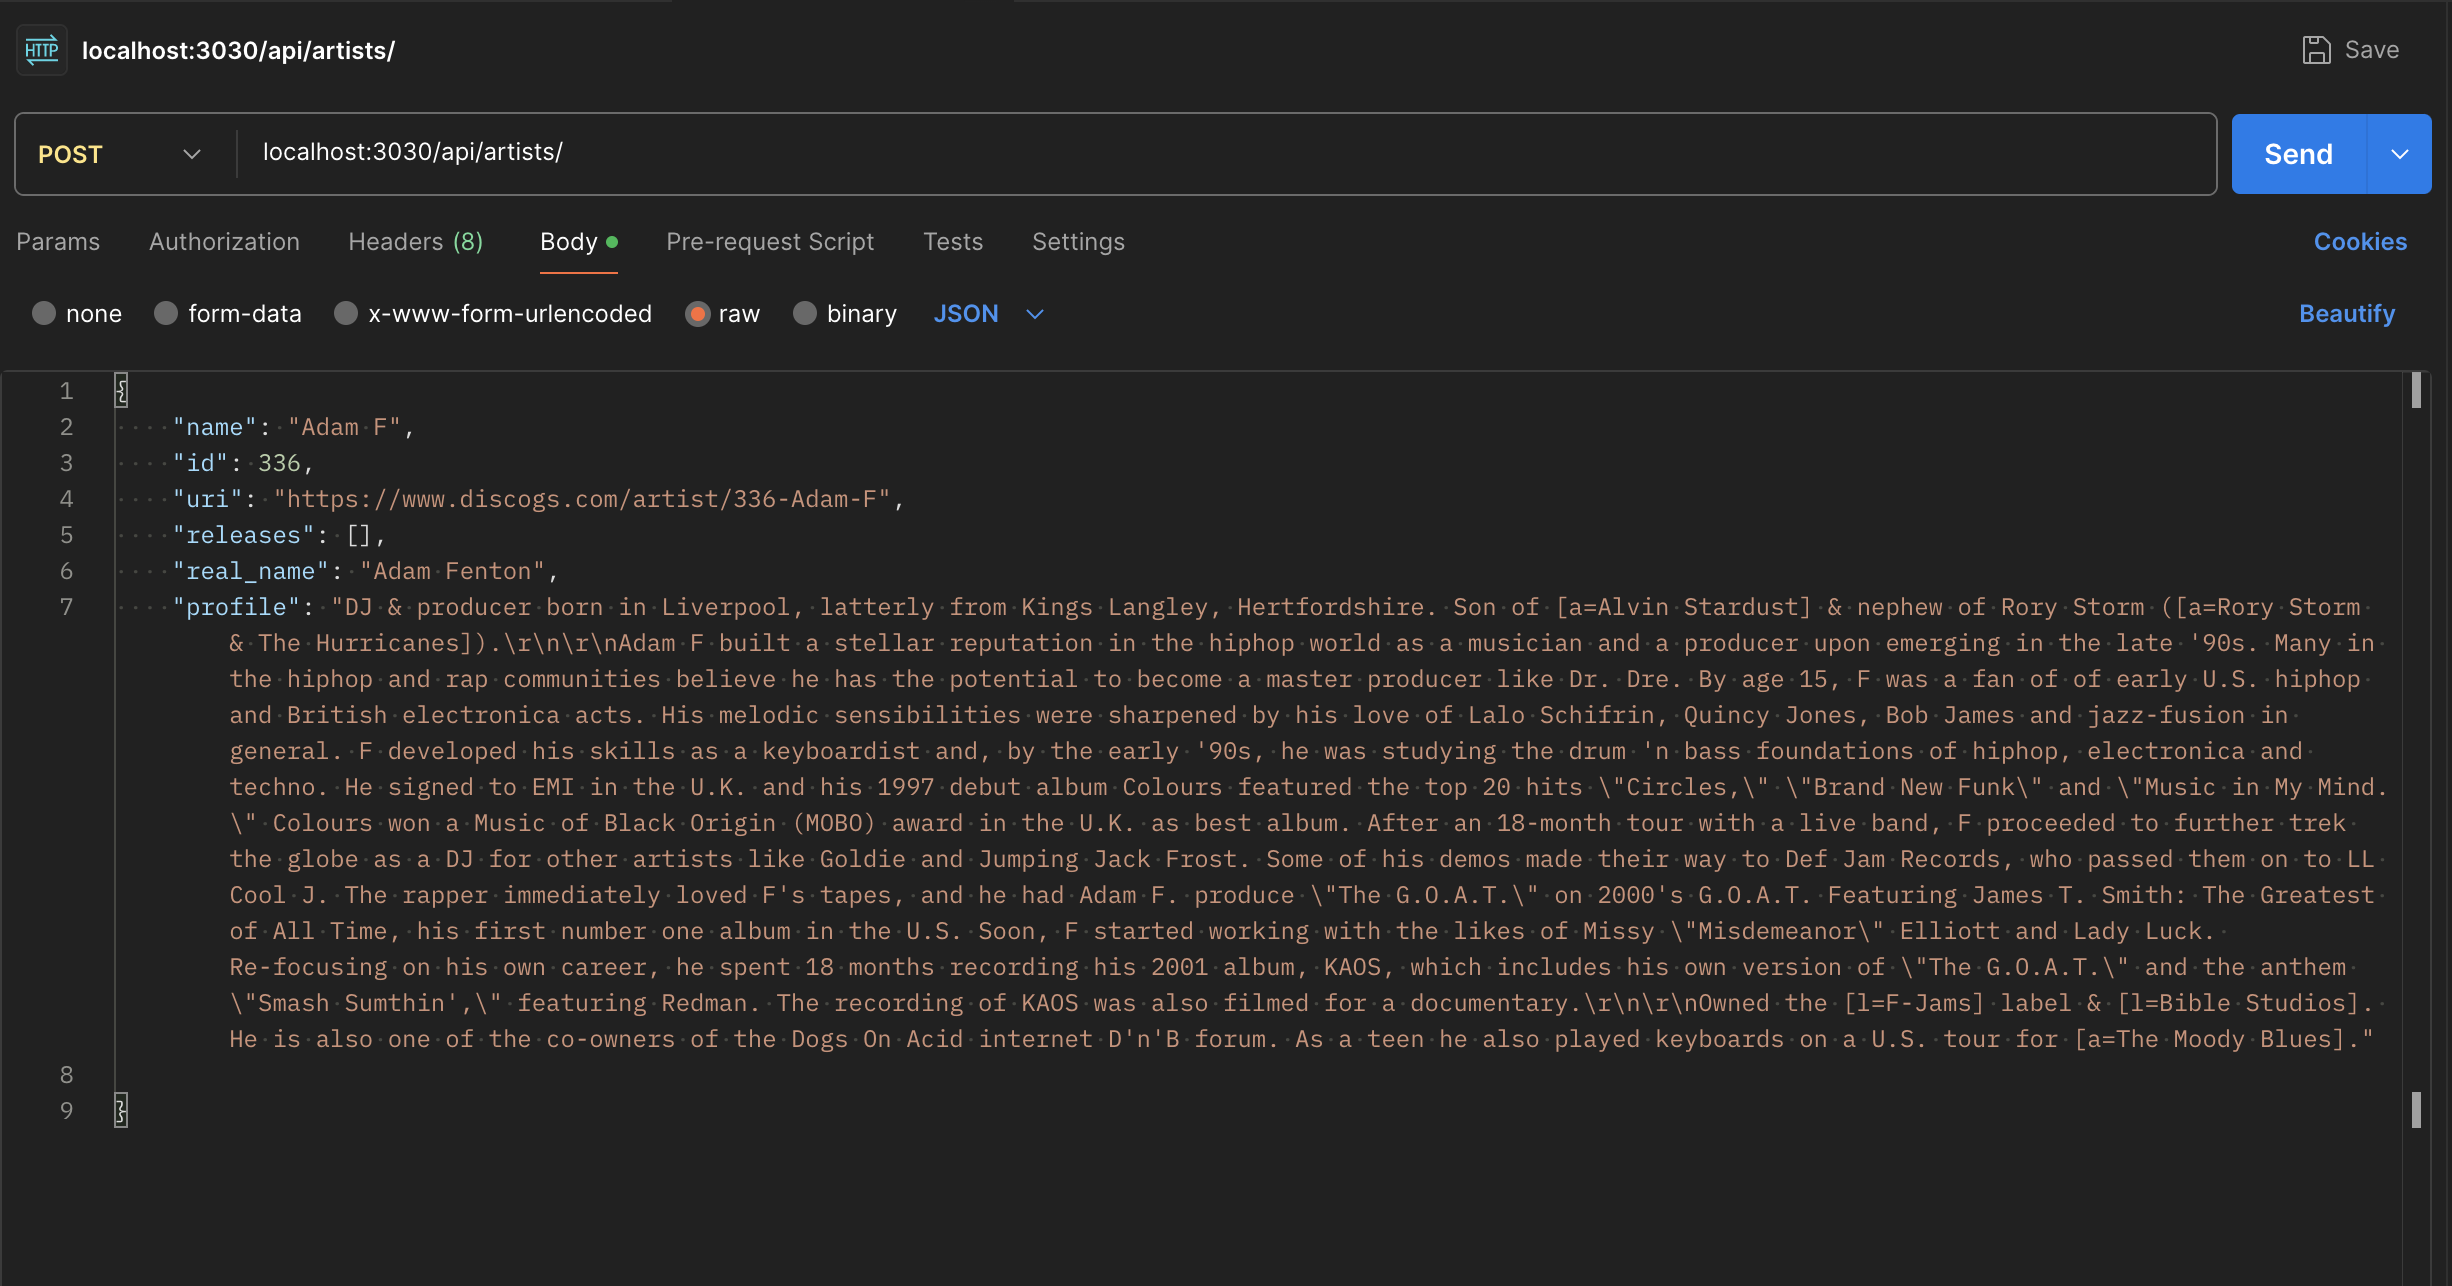 HTTP localhost:3030/api/artists/ Save
POST localhost:3030/api/artists/ Send
Params Authorization Headers (8) Body Pre-request Script Tests Settings Cookies
none form-data x-www-form-urlencoded raw binary JSON Beautify
1 {
2 "name": "Adam F",
3 "id": 336,
4 "uri": "https://www.discogs.com/artist/336-Adam-F",
5 "releases": [],
6 "real_name": "Adam Fenton",
7 "profile": "DJ & producer born in Liverpool, latterly from Kings Langley, Hertfordshire. Son of [a=Alvin Stardust] & nephew of Rory Storm ([a=Rory Storm
& The Hurricanes]).\r\n\r\nAdam F built a stellar reputation in the hiphop world as a musician and a producer upon emerging in the late '90s. Many in
the hiphop and rap communities believe he has the potential to become a master producer like Dr. Dre. By age 15, F was a fan of of early U.S. hiphop
and British electronica acts. His melodic sensibilities were sharpened by his love of Lalo Schifrin, Quincy Jones, Bob James and jazz-fusion in
general. F developed his skills as a keyboardist and, by the early '90s, he was studying the drum 'n bass foundations of hiphop, electronica and
techno. He signed to EMI in the U.K. and his 1997 debut album Colours featured the top 20 hits \"Circles,\" \"Brand New Funk\" and \"Music in My Mind.
\" Colours won a Music of Black Origin (MOBO) award in the U.K. as best album. After an 18-month tour with a live band, F proceeded to further trek
the globe as a DJ for other artists like Goldie and Jumping Jack Frost. Some of his demos made their way to Def Jam Records, who passed them on to LL
Cool J. The rapper immediately loved F's tapes, and he had Adam F. produce \"The G.O.A.T.\" on 2000's G.O.A.T. Featuring James T. Smith: The Greatest
of All Time, his first number one album in the U.S. Soon, F started working with the likes of Missy \"Misdemeanor\" Elliott and Lady Luck.
Re-focusing on his own career, he spent 18 months recording his 2001 album, KAOS, which includes his own version of \"The G.O.A.T.\" and the anthem
\"Smash Sumthin',\" featuring Redman. The recording of KAOS was also filmed for a documentary.\r\n\r\nOwned the [l=F-Jams] label & [l=Bible Studios].
He is also one of the co-owners of the Dogs On Acid internet D'n'B forum. As a teen he also played keyboards on a U.S. tour for [a=The Moody Blues]."
8
9 }